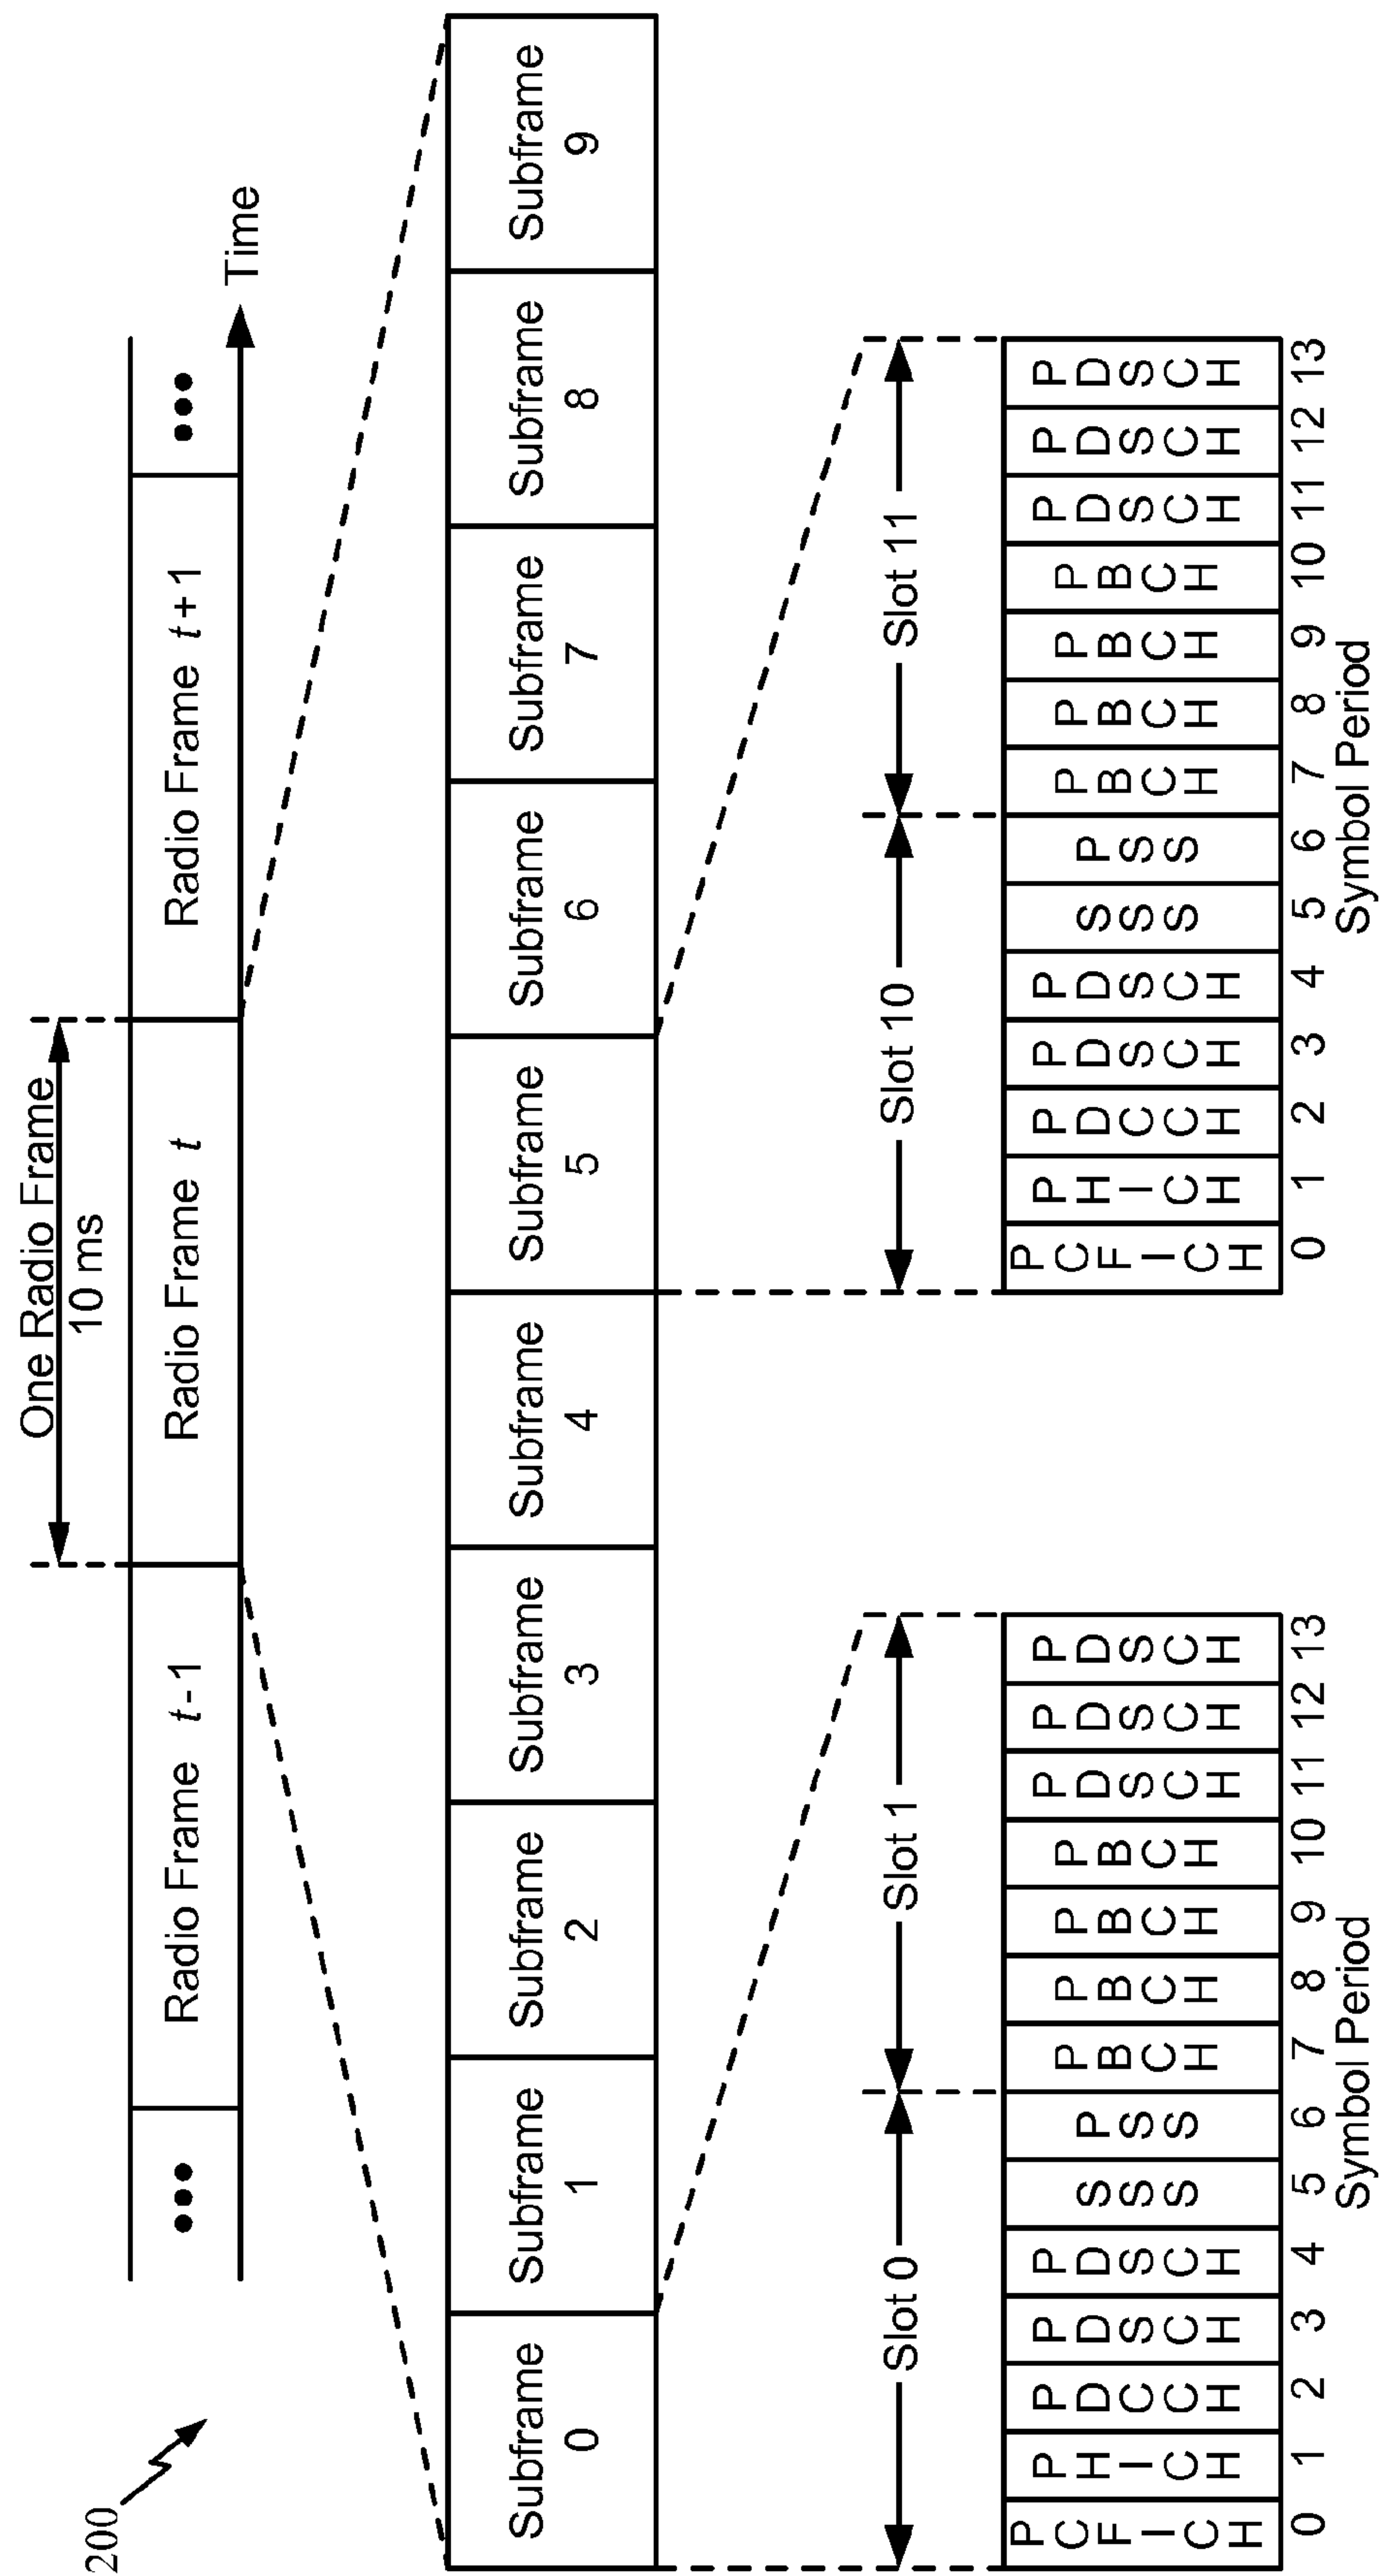 200
One Radio Frame
10 ms
••• Radio Frame t-1 Radio Frame t Radio Frame t+1 •••
Time
Subframe 0 Subframe 1 Subframe 2 Subframe 3 Subframe 4 Subframe 5 Subframe 6 Subframe 7 Subframe 8 Subframe 9
Slot 0 Slot 1
PCFICH PHICH PDCCH PDSCH PDSCH SSS PSS PBCH PBCH PBCH PBCH PDSCH PDSCH PDSCH
0 1 2 3 4 5 6 7 8 9 10 11 12 13
Symbol Period
Slot 10 Slot 11
PCFICH PHICH PDCCH PDSCH PDSCH SSS PSS PBCH PBCH PBCH PBCH PDSCH PDSCH PDSCH
0 1 2 3 4 5 6 7 8 9 10 11 12 13
Symbol Period